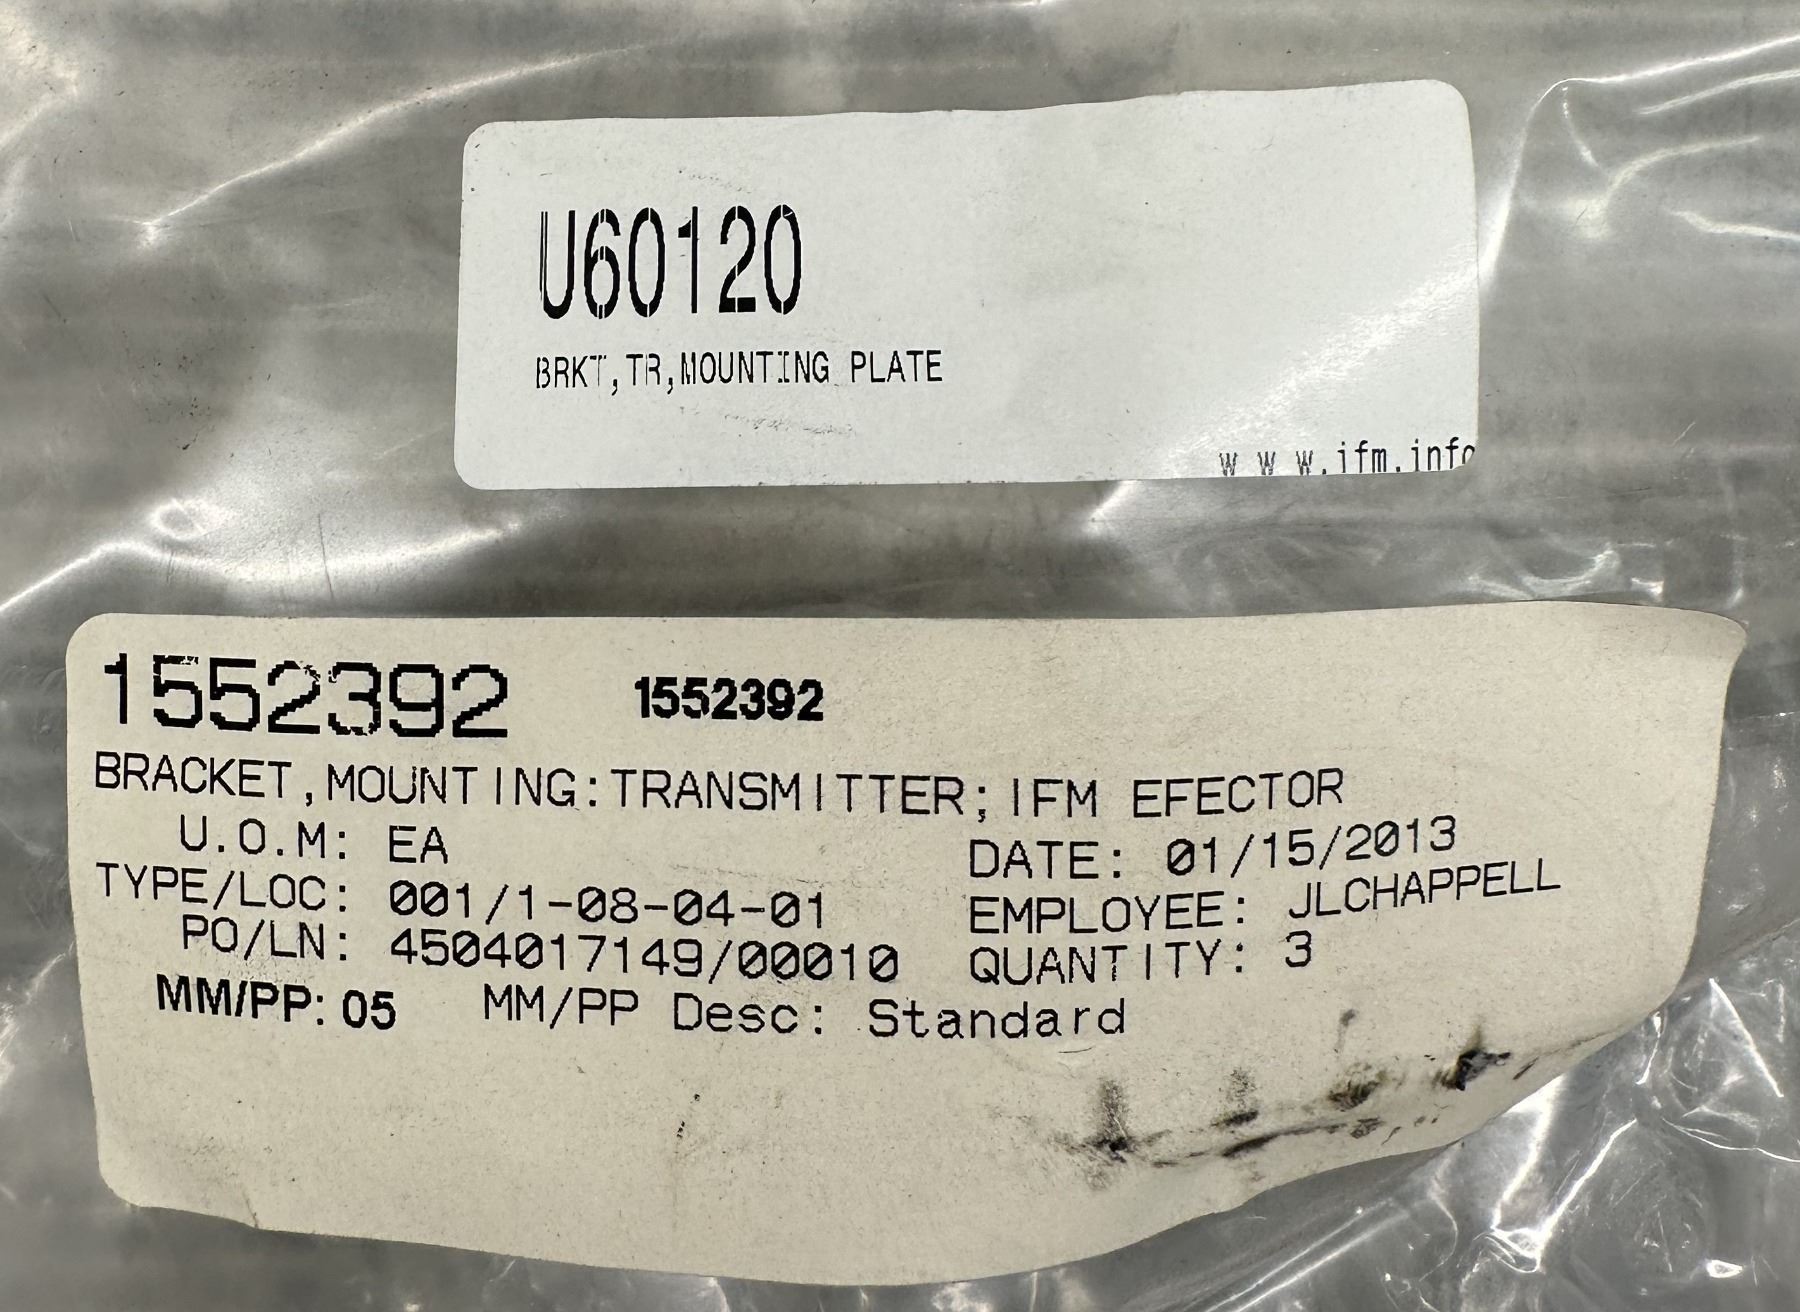 U60120
BRKT,TR,MOUNTING PLATE
www.ifm.info
1552392 1552392
BRACKET,MOUNTING:TRANSMITTER;IFM EFECTOR
U.O.M: EA DATE: 01/15/2013
TYPE/LOC: 001/1-08-04-01 EMPLOYEE: JLCHAPPELL
PO/LN: 4504017149/00010 QUANTITY: 3
MM/PP: 05 MM/PP Desc: Standard